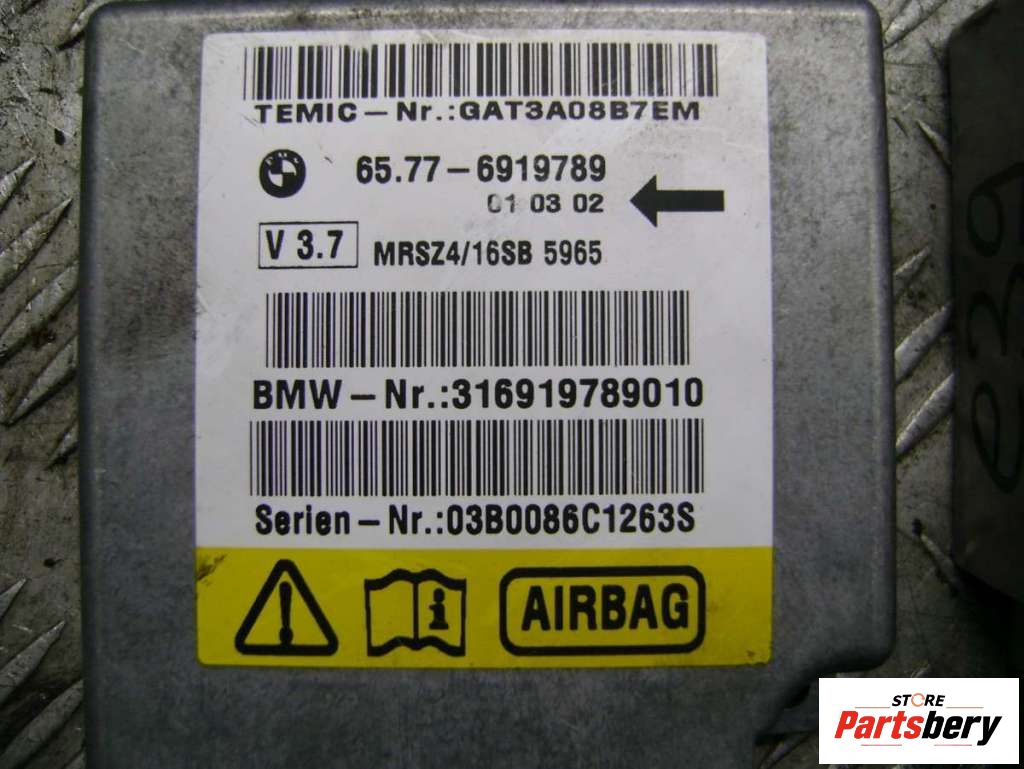 TEMIC-Nr.:GAT3A08B7EM
65.77-6919789
01 03 02
V 3.7 MRSZ4/16SB 5965
BMW-Nr.:316919789010
Serien-Nr.:03B0086C1263S
AIRBAG
e39
STORE
Partsbery